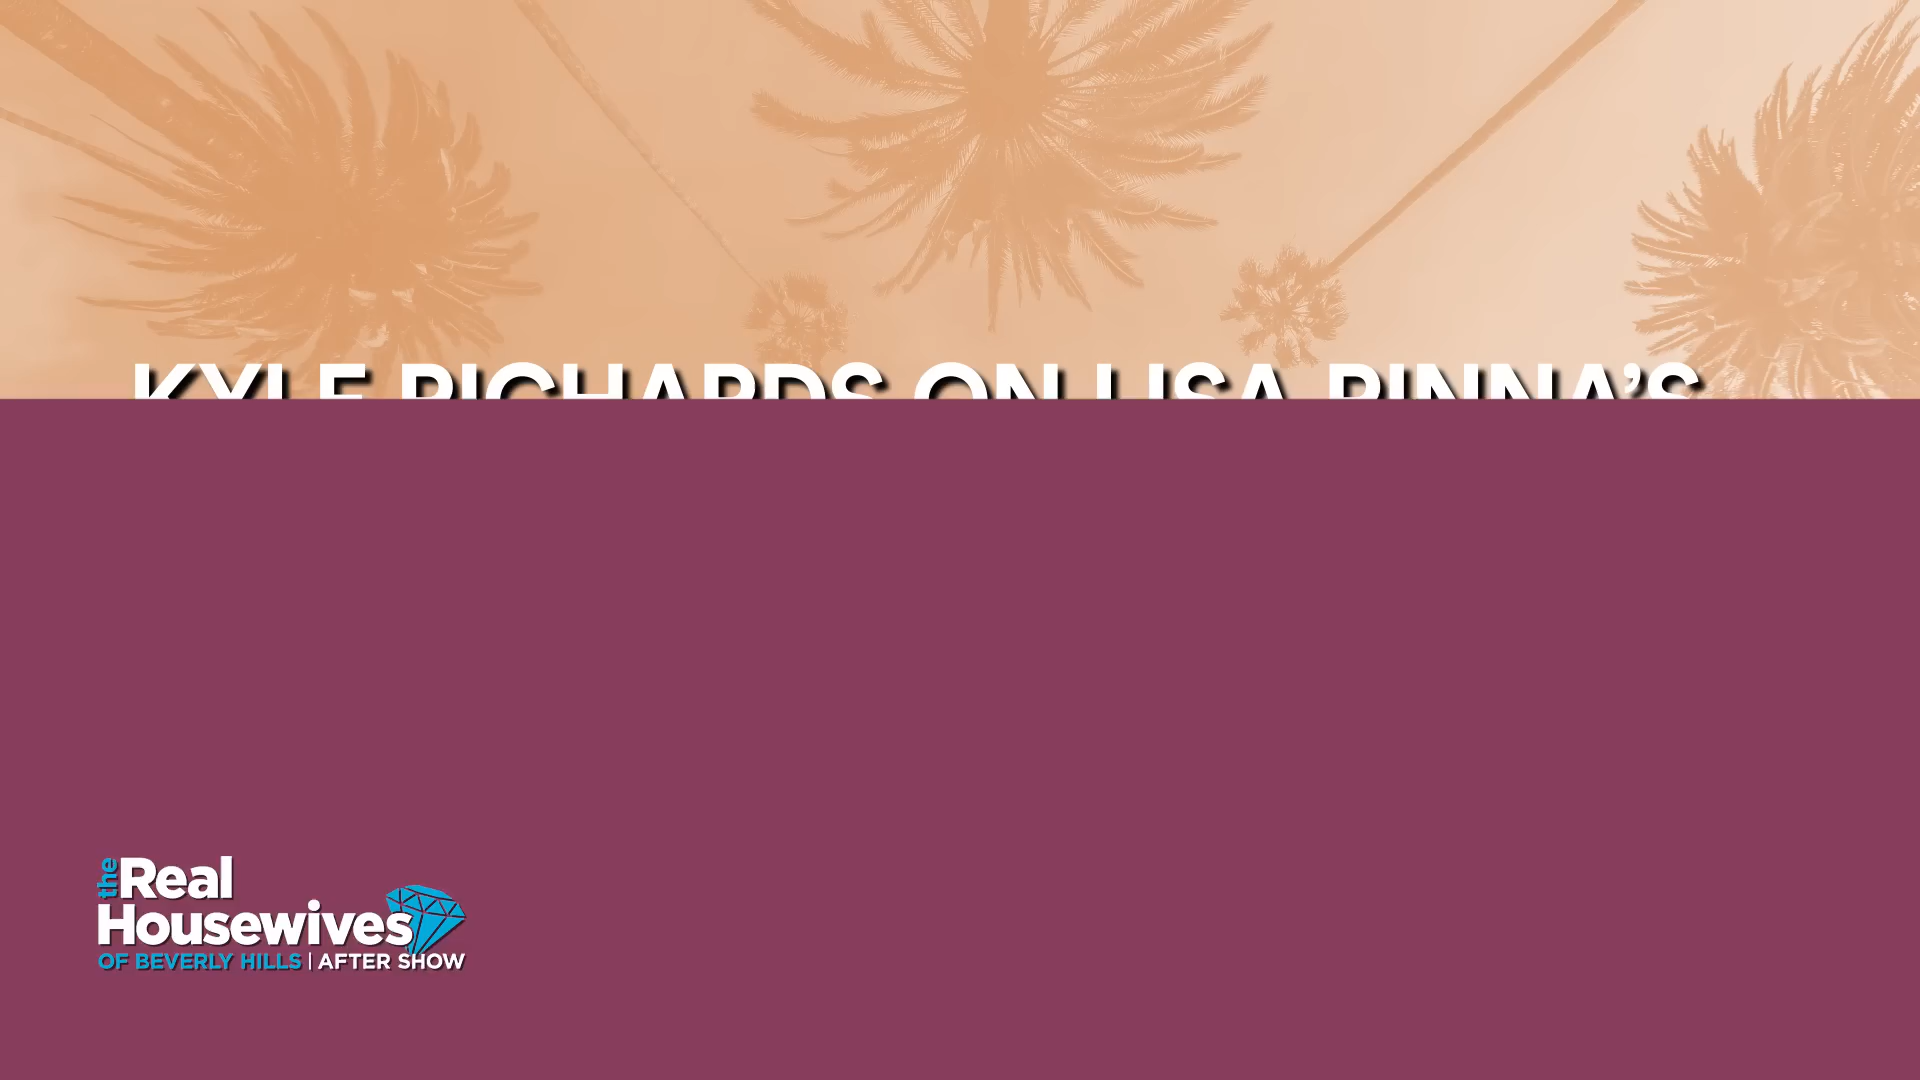 KYLE RICHARDS ON LISA RINNA'S
the Real
Housewives
OF BEVERLY HILLS | AFTER SHOW